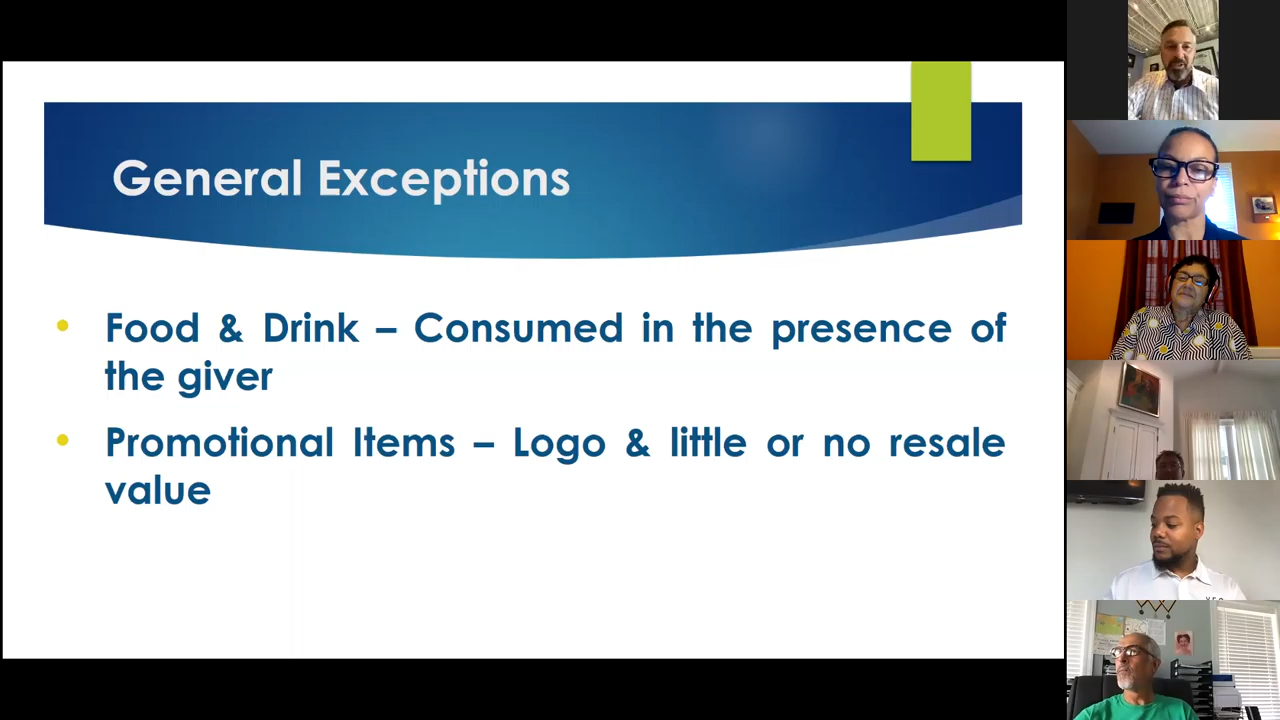 General Exceptions
• Food & Drink – Consumed in the presence of
the giver
• Promotional Items – Logo & little or no resale
value